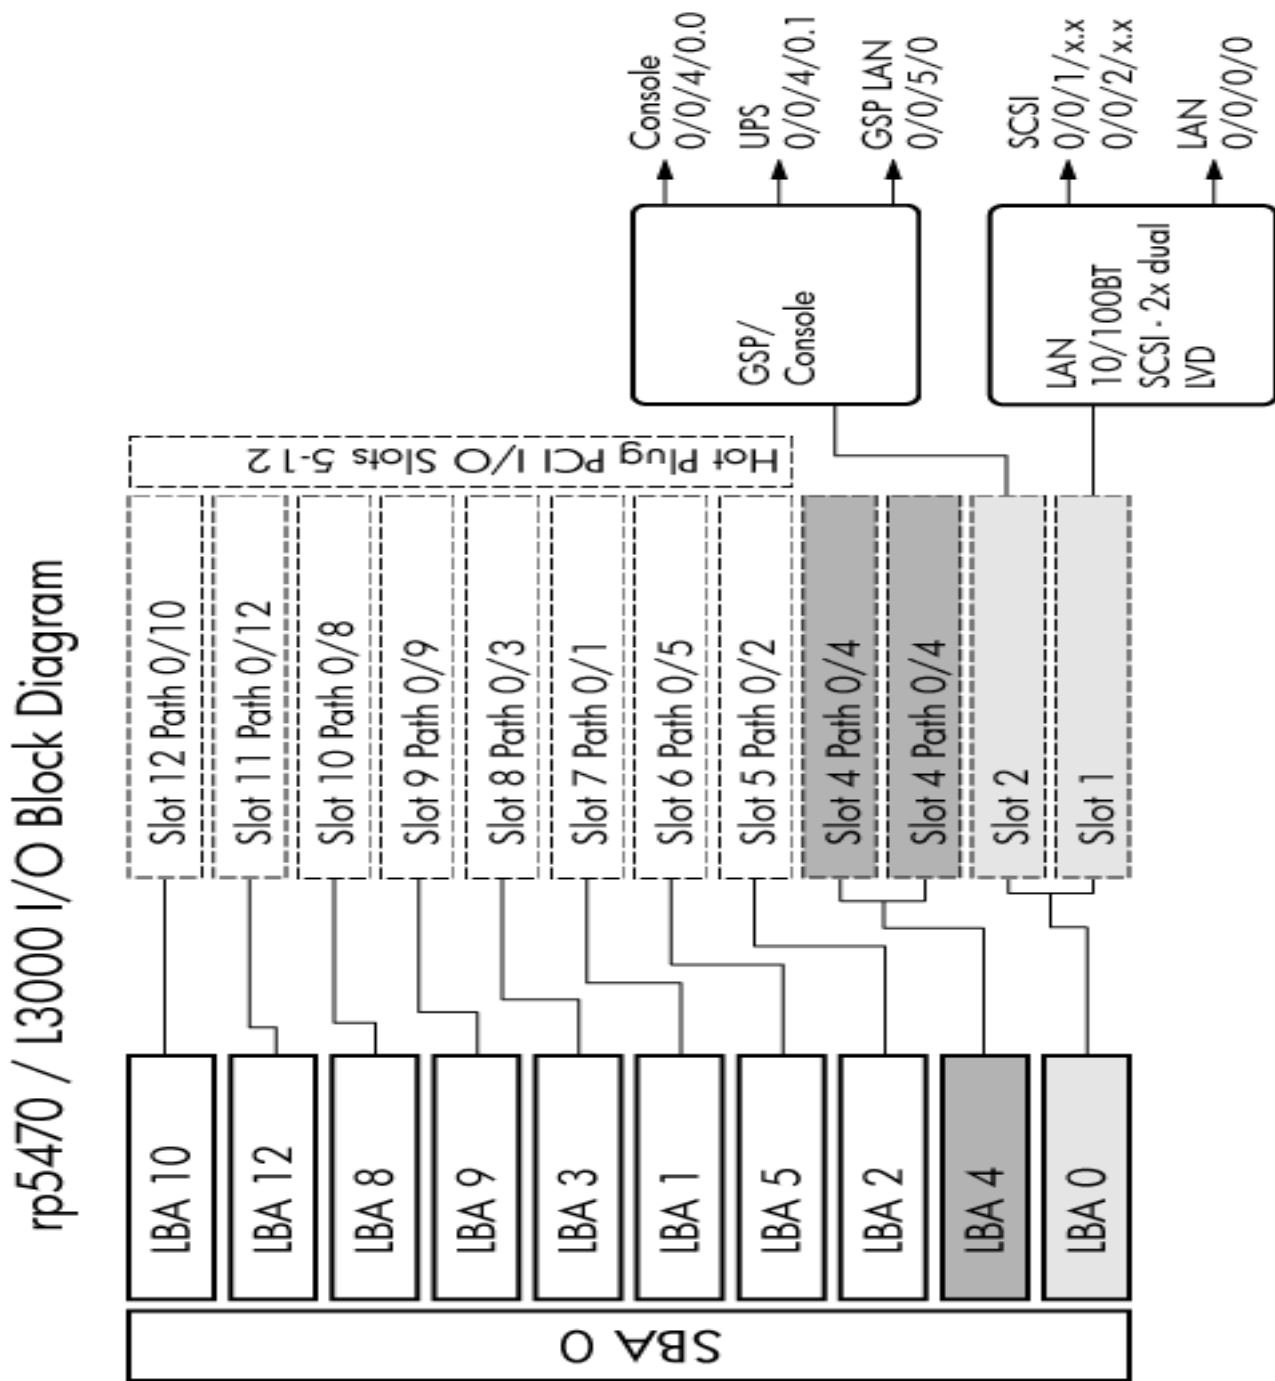 rp5470 / L3000 I/O Block Diagram
SBA 0
LBA 10
LBA 12
LBA 8
LBA 9
LBA 3
LBA 1
LBA 5
LBA 2
LBA 4
LBA 0
Slot 12 Path 0/10
Slot 11 Path 0/12
Slot 10 Path 0/8
Slot 9 Path 0/9
Slot 8 Path 0/3
Slot 7 Path 0/1
Slot 6 Path 0/5
Slot 5 Path 0/2
Slot 4 Path 0/4
Slot 4 Path 0/4
Slot 2
Slot 1
Hot Plug PCI I/O Slots 5-12
GSP/
Console
Console
0/0/4/0.0
UPS
0/0/4/0.1
GSP LAN
0/0/5/0
LAN
10/100BT
SCSI - 2x dual
LVD
SCSI
0/0/1/x.x
0/0/2/x.x
LAN
0/0/0/0